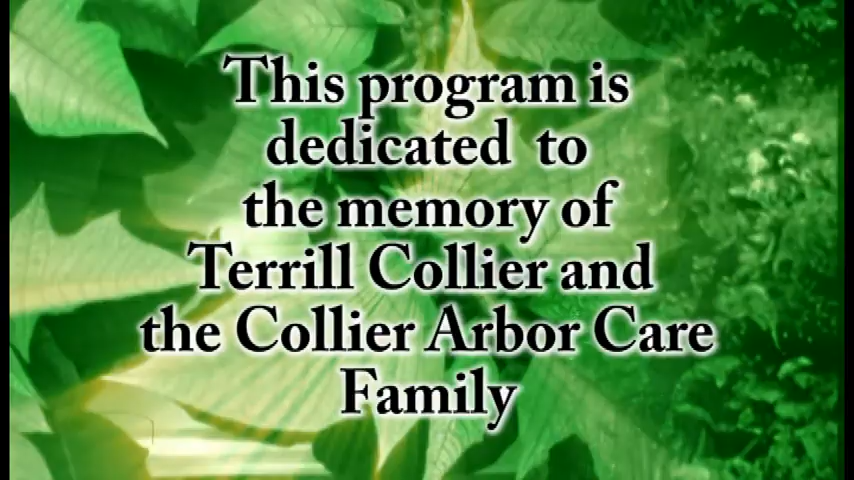 This program is
dedicated to
the memory of
Terrill Collier and
the Collier Arbor Care
Family